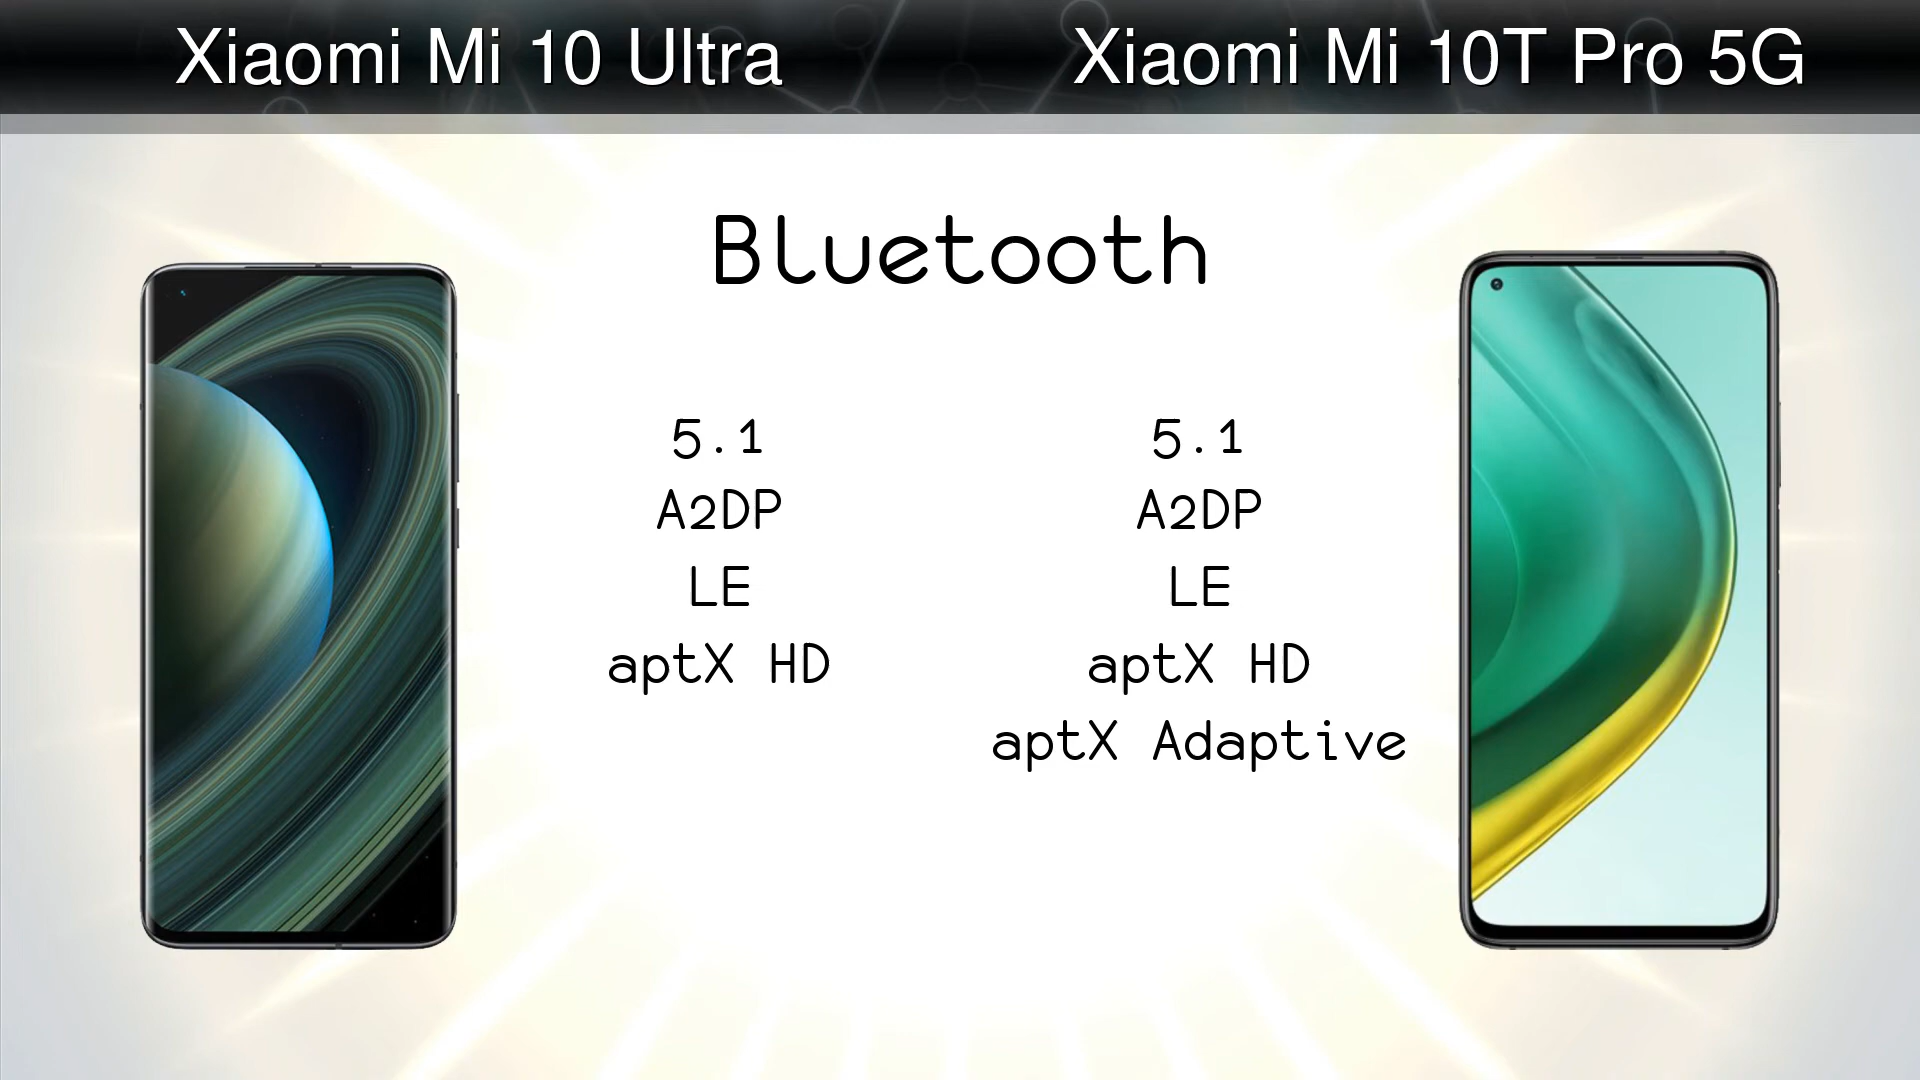 Xiaomi Mi 10 Ultra
Xiaomi Mi 10T Pro 5G
Bluetooth
5.1
A2DP
LE
aptX HD
5.1
A2DP
LE
aptX HD
aptX Adaptive